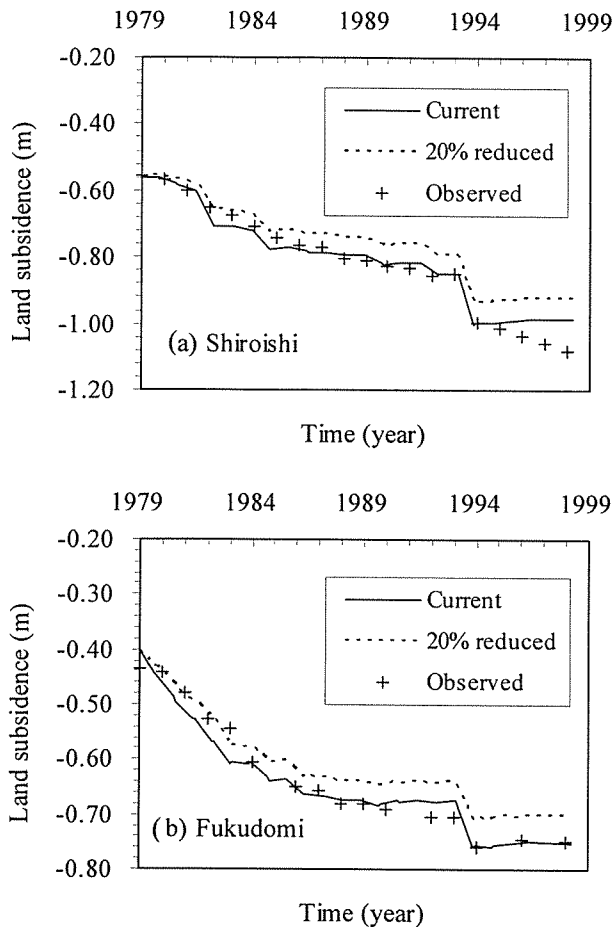 1979 1984 1989 1994 1999
-0.20
-0.40
-0.60
-0.80
-1.00
-1.20
Land subsidence (m)
Current
20% reduced
Observed
(a) Shiroishi
Time (year)
1979 1984 1989 1994 1999
-0.20
-0.30
-0.40
-0.50
-0.60
-0.70
-0.80
Land subsidence (m)
Current
20% reduced
Observed
(b) Fukudomi
Time (year)